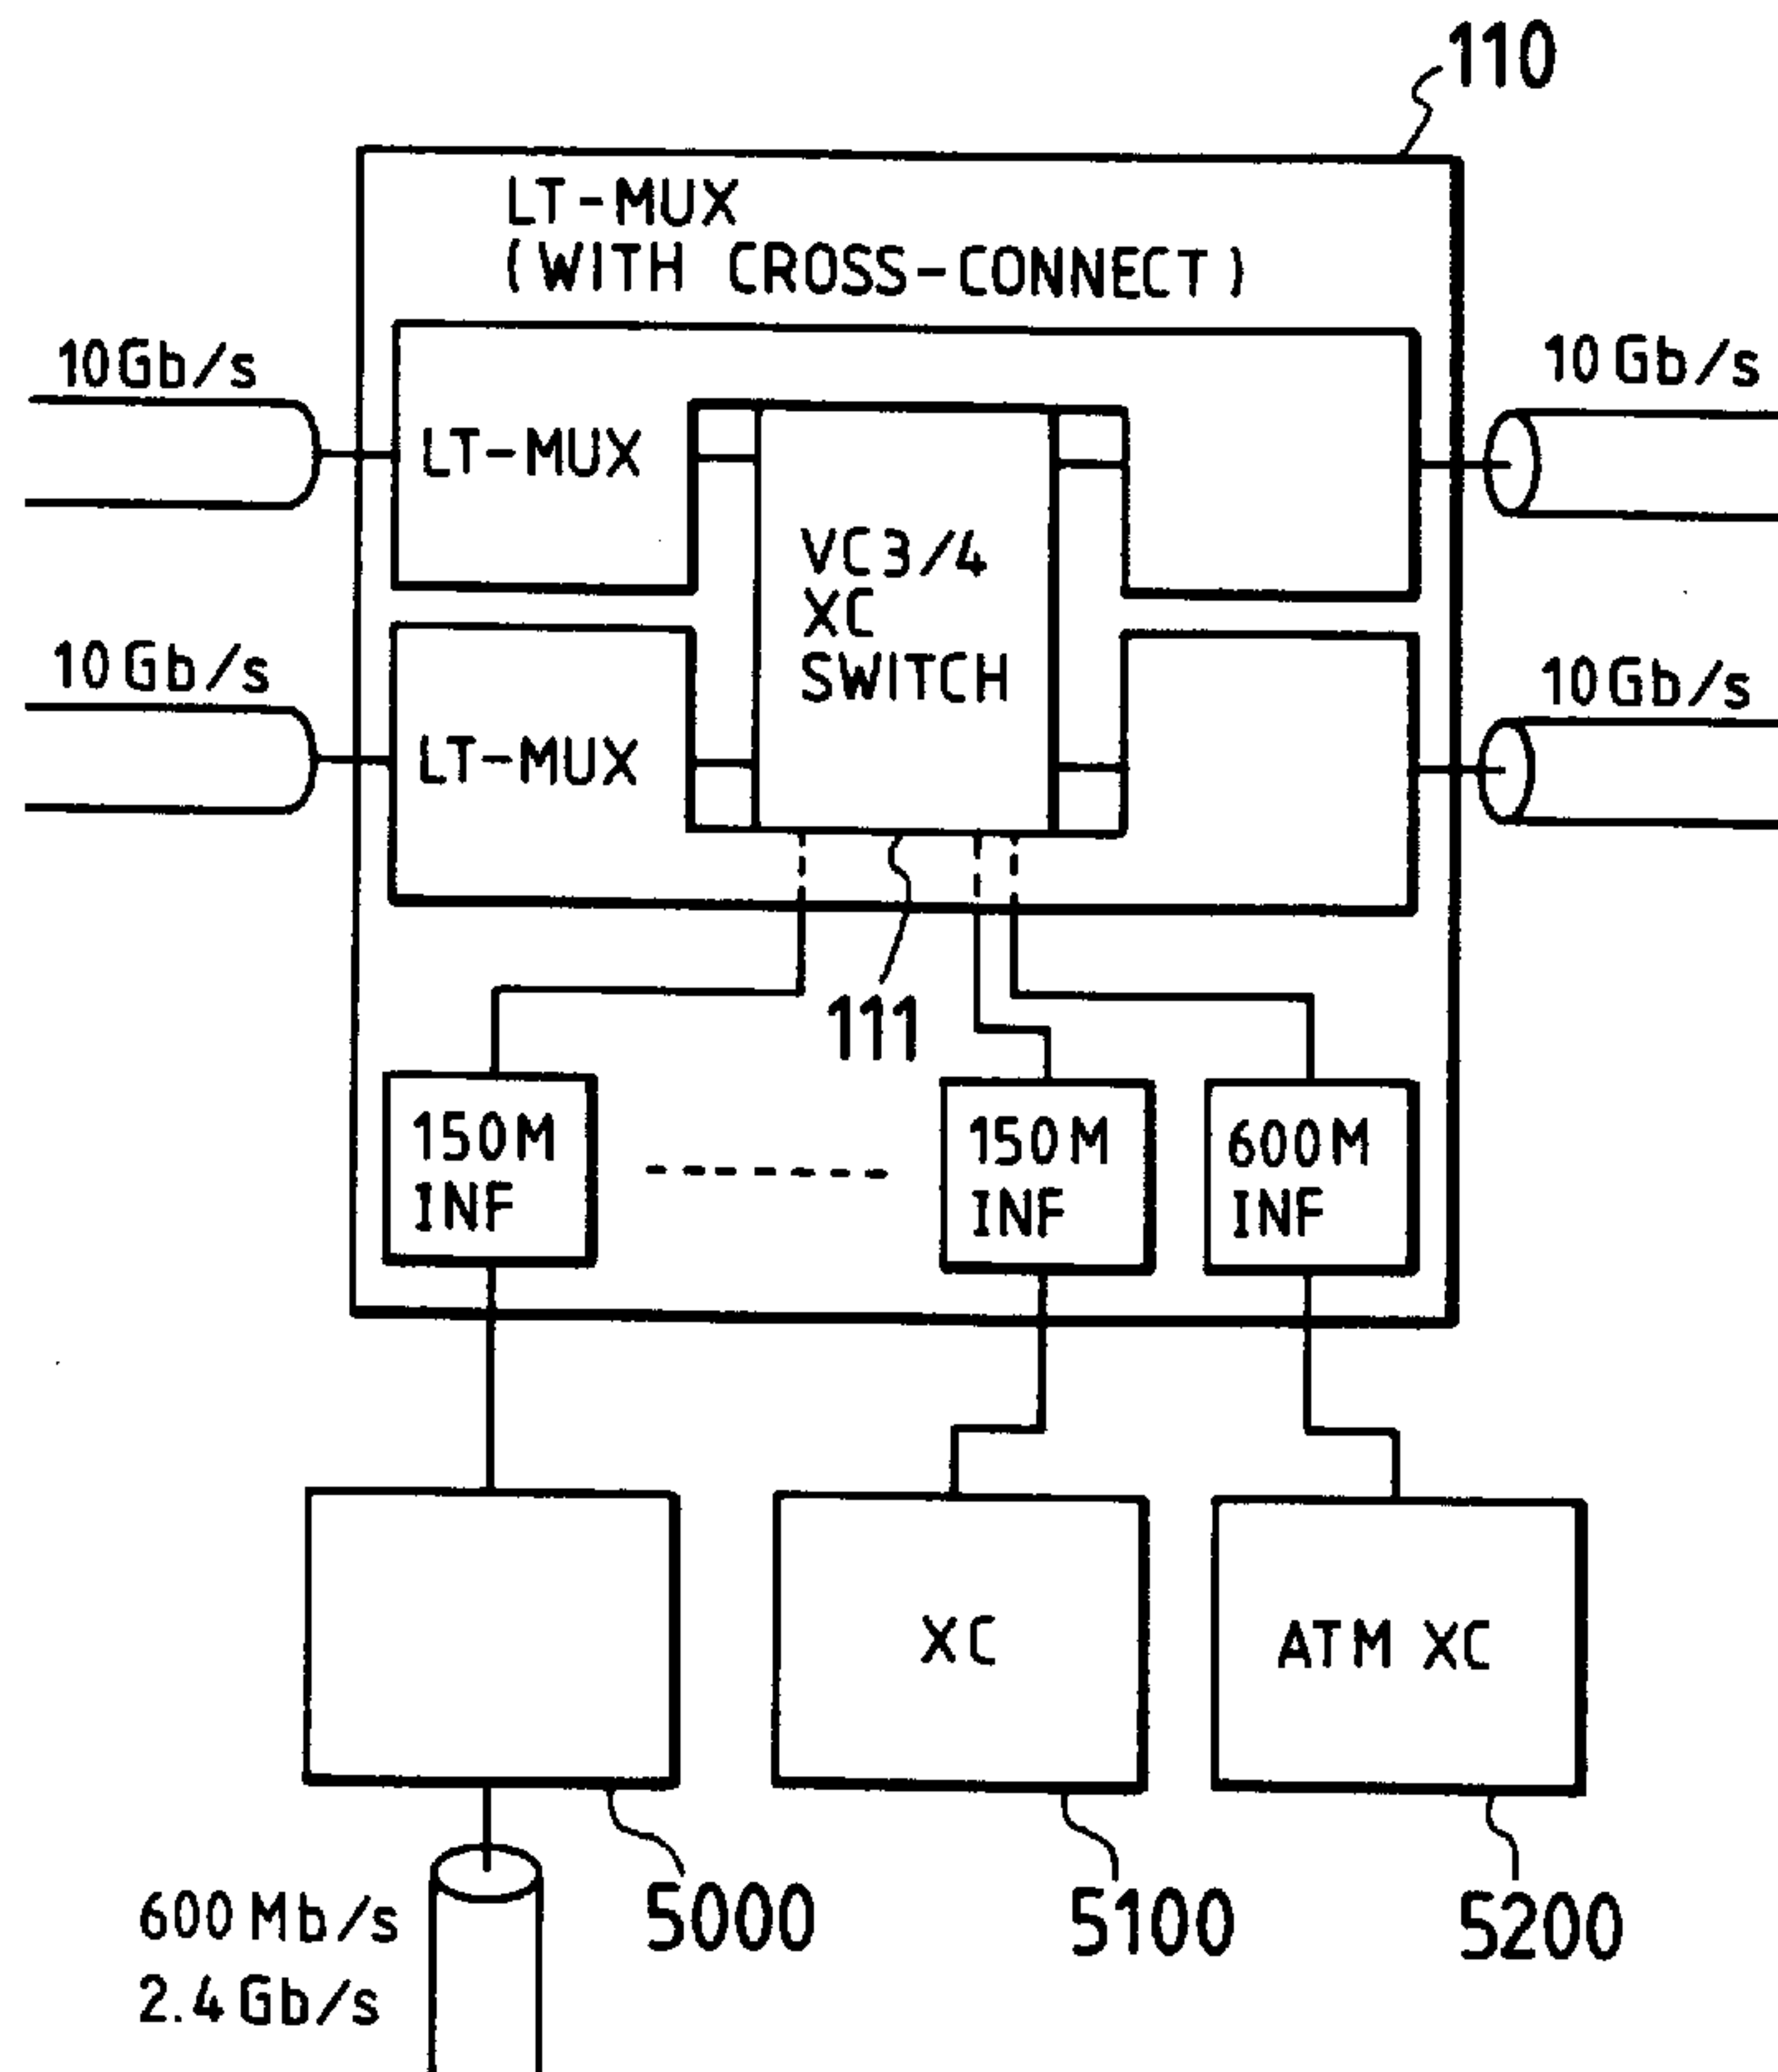 110
LT-MUX
(WITH CROSS-CONNECT)
10Gb/s
10Gb/s
LT-MUX
VC3/4
XC
SWITCH
10Gb/s
10Gb/s
LT-MUX
111
150M
INF
150M
INF
600M
INF
XC
ATM XC
5000
5100
5200
600Mb/s
2.4Gb/s